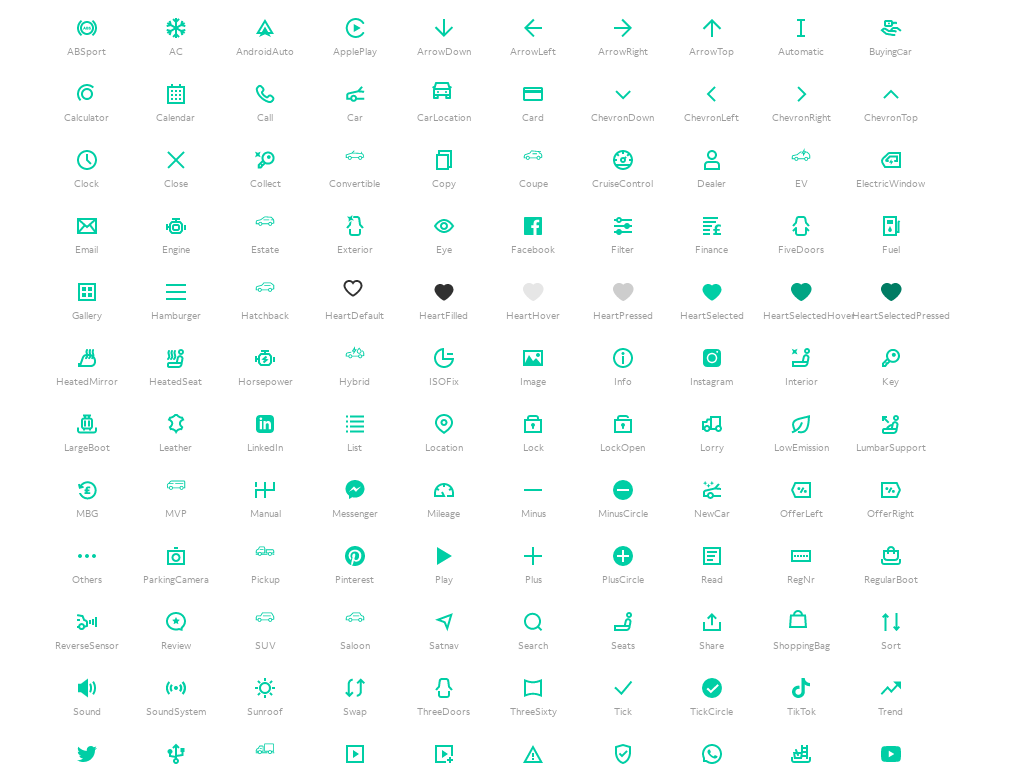 ABSport AC AndroidAuto ApplePlay ArrowDown ArrowLeft ArrowRight ArrowTop Automatic BuyingCar
Calculator Calendar Call Car CarLocation Card ChevronDown ChevronLeft ChevronRight ChevronTop
Clock Close Collect Convertible Copy Coupe CruiseControl Dealer EV ElectricWindow
Email Engine Estate Exterior Eye Facebook Filter Finance FiveDoors Fuel
Gallery Hamburger Hatchback HeartDefault HeartFilled HeartHover HeartPressed HeartSelected HeartSelectedHover HeartSelectedPressed
HeatedMirror HeatedSeat Horsepower Hybrid ISOFix Image Info Instagram Interior Key
LargeBoot Leather LinkedIn List Location Lock LockOpen Lorry LowEmission LumbarSupport
MBG MVP Manual Messenger Mileage Minus MinusCircle NewCar OfferLeft OfferRight
Others ParkingCamera Pickup Pinterest Play Plus PlusCircle Read RegNr RegularBoot
ReverseSensor Review SUV Saloon Satnav Search Seats Share ShoppingBag Sort
Sound SoundSystem Sunroof Swap ThreeDoors ThreeSixty Tick TickCircle TikTok Trend